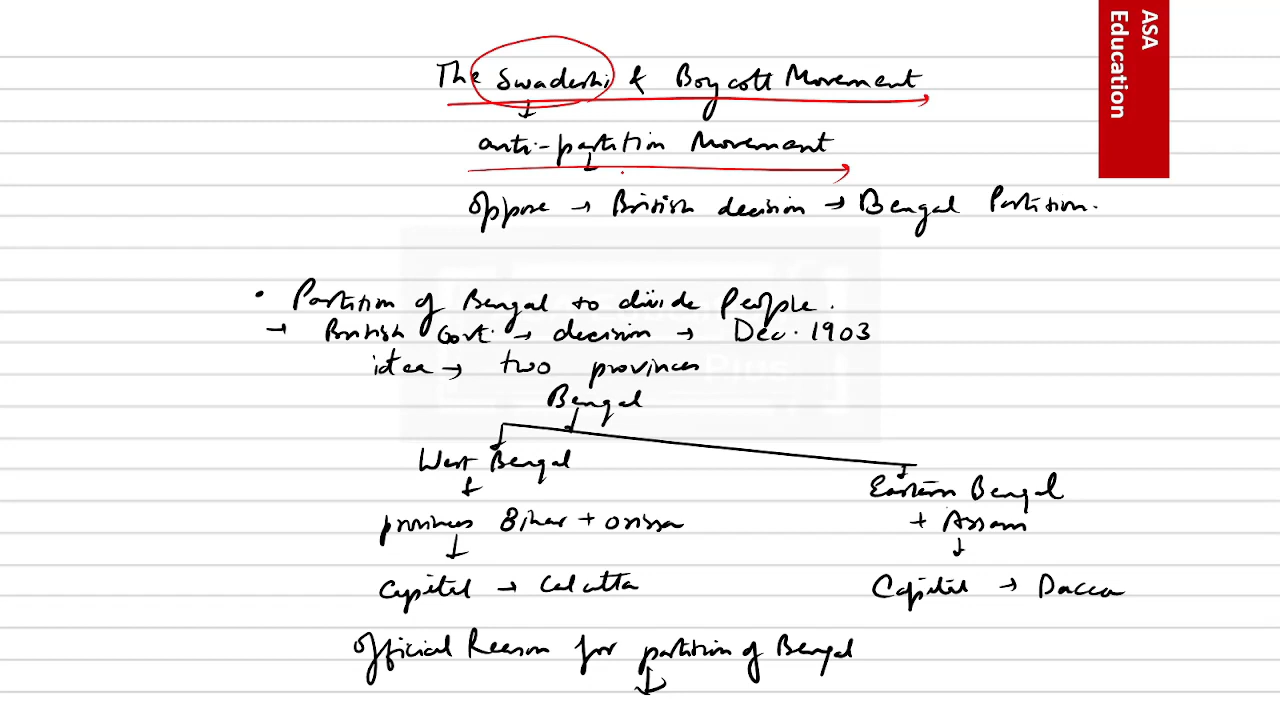 ASA
Education
The Swadeshi & Boycott Movement
anti-partition Movement
oppose → British decision → Bengal Partition.
• Partition of Bengal to divide People.
→ British Govt. → decision → Dec. 1903
idea → two provinces
Bengal
West Bengal
Eastern Bengal
provinces Bihar + orissa
+ Assam
Capital → Calcutta
Capital → Dacca
Official Reason for partition of Bengal